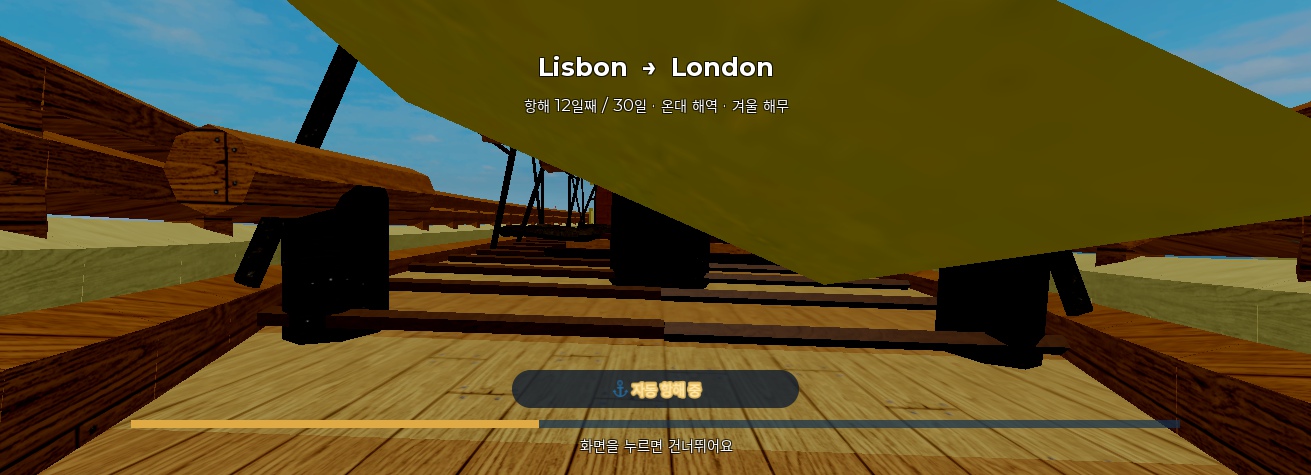 Lisbon → London
항해 12일째 / 30일 · 온대 해역 · 겨울 해무
⚓ 자동 항해 중
화면을 누르면 건너뛰어요